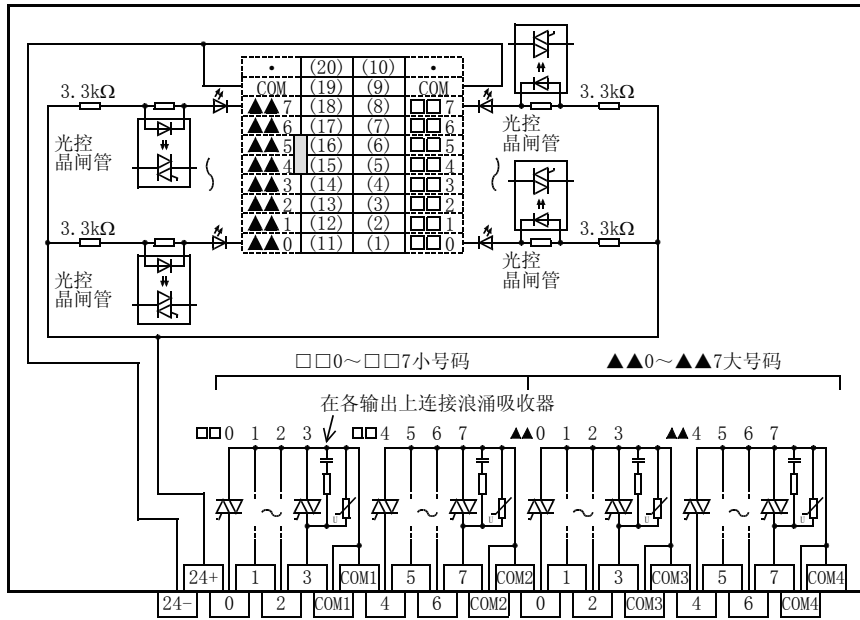 · (20) (10) ·
COM (19) (9) COM
▲▲7 (18) (8) □□7
▲▲6 (17) (7) □□6
▲▲5 (16) (6) □□5
▲▲4 (15) (5) □□4
▲▲3 (14) (4) □□3
▲▲2 (13) (3) □□2
▲▲1 (12) (2) □□1
▲▲0 (11) (1) □□0
3.3kΩ
光控
晶闸管
3.3kΩ
光控
晶闸管
3.3kΩ
光控
晶闸管
3.3kΩ
光控
晶闸管
□□0～□□7小号码 ▲▲0～▲▲7大号码
在各输出上连接浪涌吸收器
□□0 1 2 3 □□4 5 6 7 ▲▲0 1 2 3 ▲▲4 5 6 7
～ ～ ～ ～
U U U U
24+ 1 3 COM1 5 7 COM2 1 3 COM3 5 7 COM4
24- 0 2 COM1 4 6 COM2 0 2 COM3 4 6 COM4